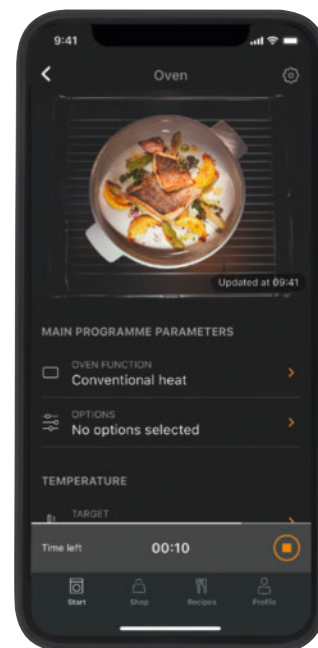 9:41
Oven
Updated at 09:41
MAIN PROGRAMME PARAMETERS
OVEN FUNCTION
Conventional heat
OPTIONS
No options selected
TEMPERATURE
TARGET
Time left 00:10
Start Shop Recipes Profile